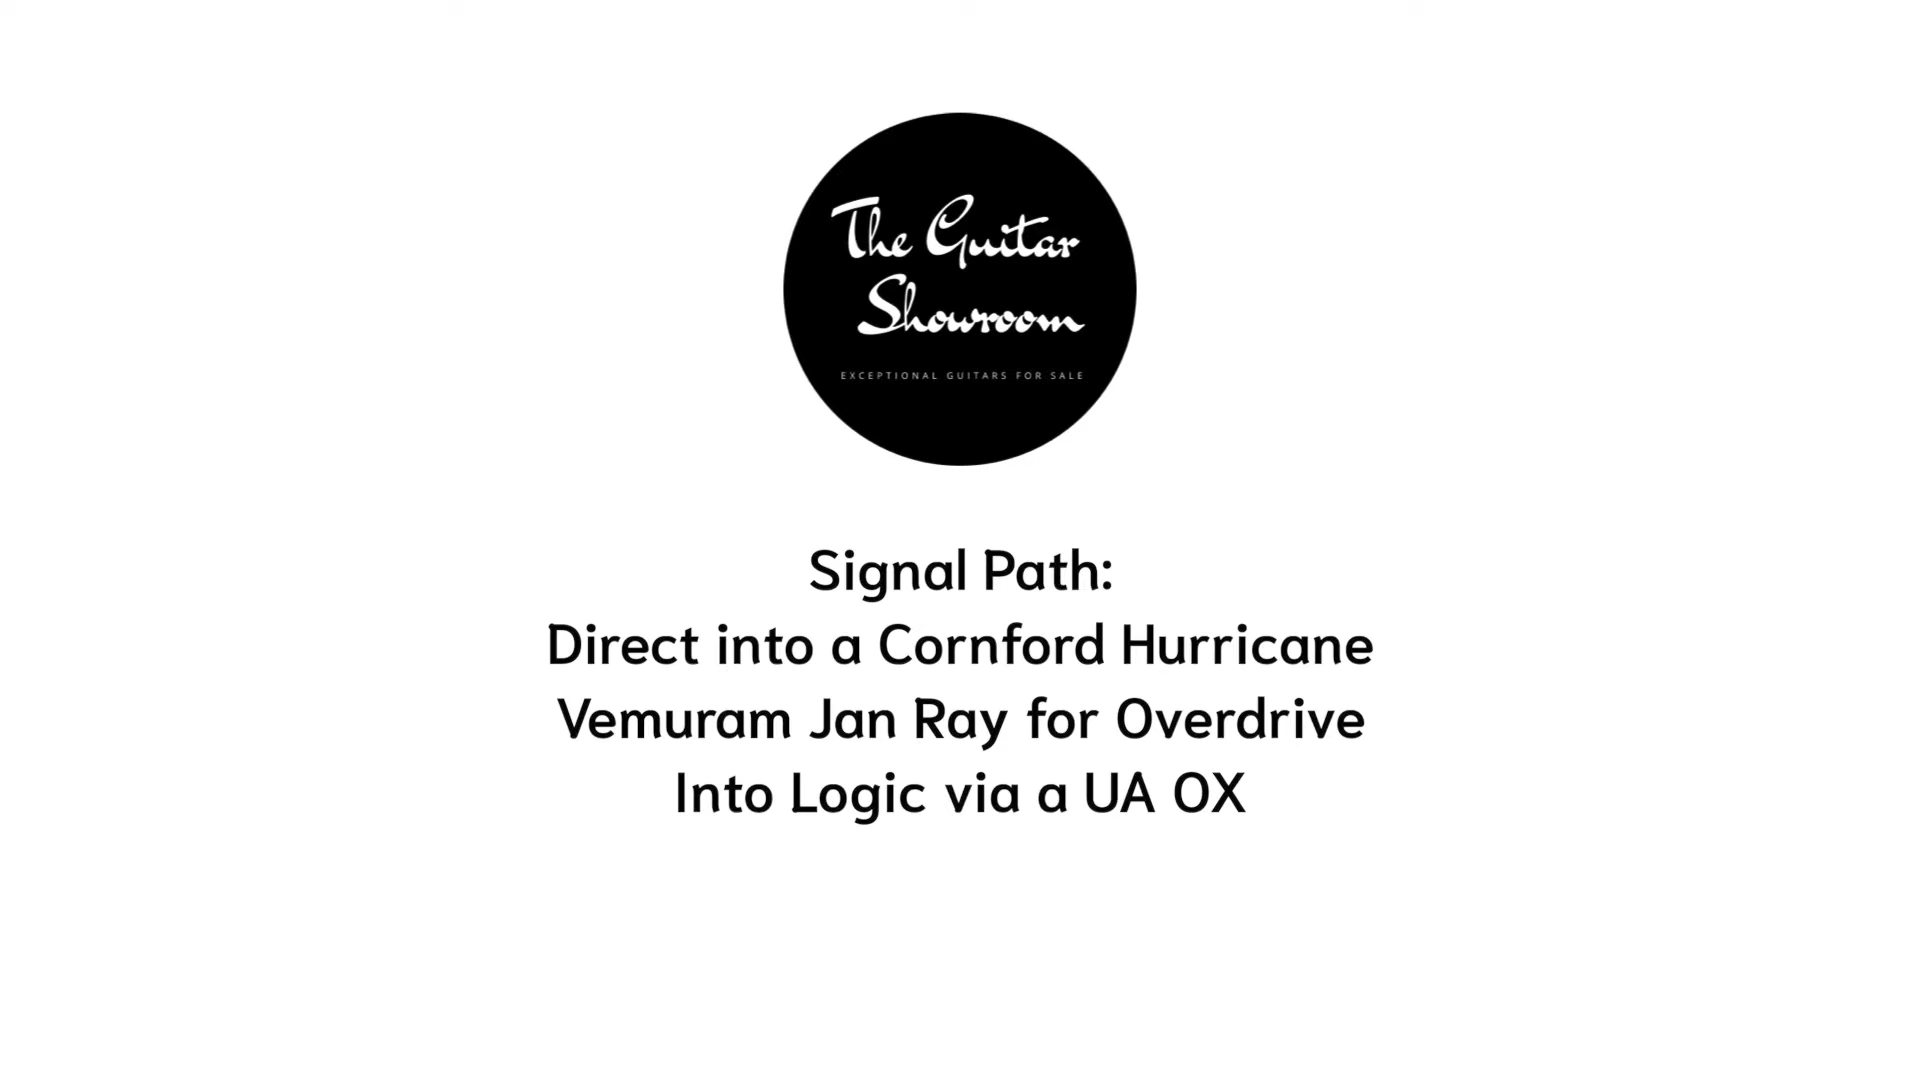 The Guitar
Showroom
EXCEPTIONAL GUITARS FOR SALE
Signal Path:
Direct into a Cornford Hurricane
Vemuram Jan Ray for Overdrive
Into Logic via a UA OX